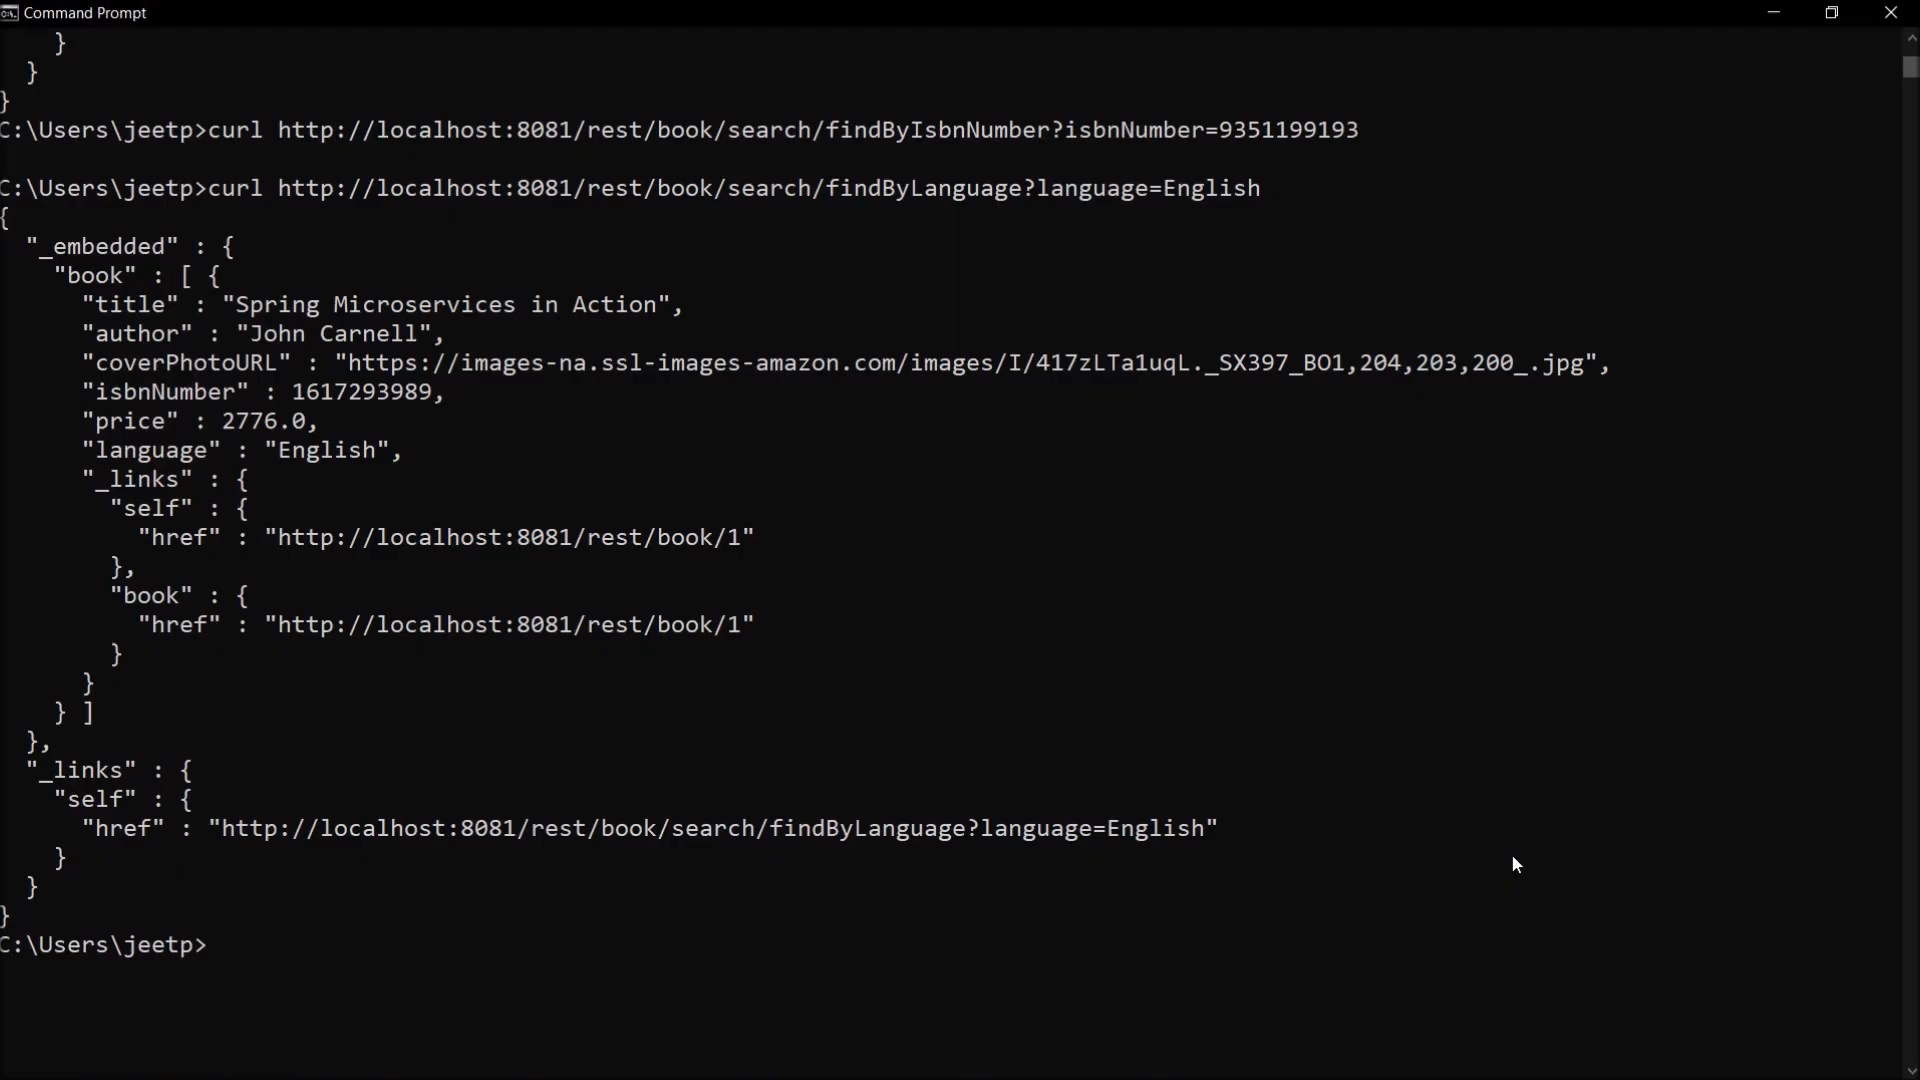 Command Prompt
    }
  }
}
C:\Users\jeetp>curl http://localhost:8081/rest/book/search/findByIsbnNumber?isbnNumber=9351199193
C:\Users\jeetp>curl http://localhost:8081/rest/book/search/findByLanguage?language=English
{
  "_embedded" : {
    "book" : [ {
      "title" : "Spring Microservices in Action",
      "author" : "John Carnell",
      "coverPhotoURL" : "https://images-na.ssl-images-amazon.com/images/I/417zLTa1uqL._SX397_BO1,204,203,200_.jpg",
      "isbnNumber" : 1617293989,
      "price" : 2776.0,
      "language" : "English",
      "_links" : {
        "self" : {
          "href" : "http://localhost:8081/rest/book/1"
        },
        "book" : {
          "href" : "http://localhost:8081/rest/book/1"
        }
      }
    } ]
  },
  "_links" : {
    "self" : {
      "href" : "http://localhost:8081/rest/book/search/findByLanguage?language=English"
    }
  }
}
C:\Users\jeetp>